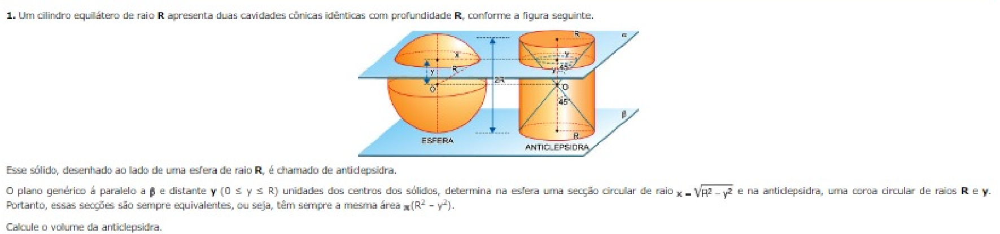 1. Um cilindro equilátero de raio R apresenta duas cavidades cônicas idênticas com profundidade R, conforme a figura seguinte.
R
α
x
y
y
R
y
45°
2R
O
O
45°
β
R
ESFERA
ANTICLEPSIDRA
Esse sólido, desenhado ao lado de uma esfera de raio R, é chamado de anticlepsidra.
O plano genérico á paralelo a β e distante y (0 ≤ y ≤ R) unidades dos centros dos sólidos, determina na esfera uma secção circular de raio x = √R² − y² e na anticlepsidra, uma coroa circular de raios R e y.
Portanto, essas secções são sempre equivalentes, ou seja, têm sempre a mesma área π(R² – y²).
Calcule o volume da anticlepsidra.